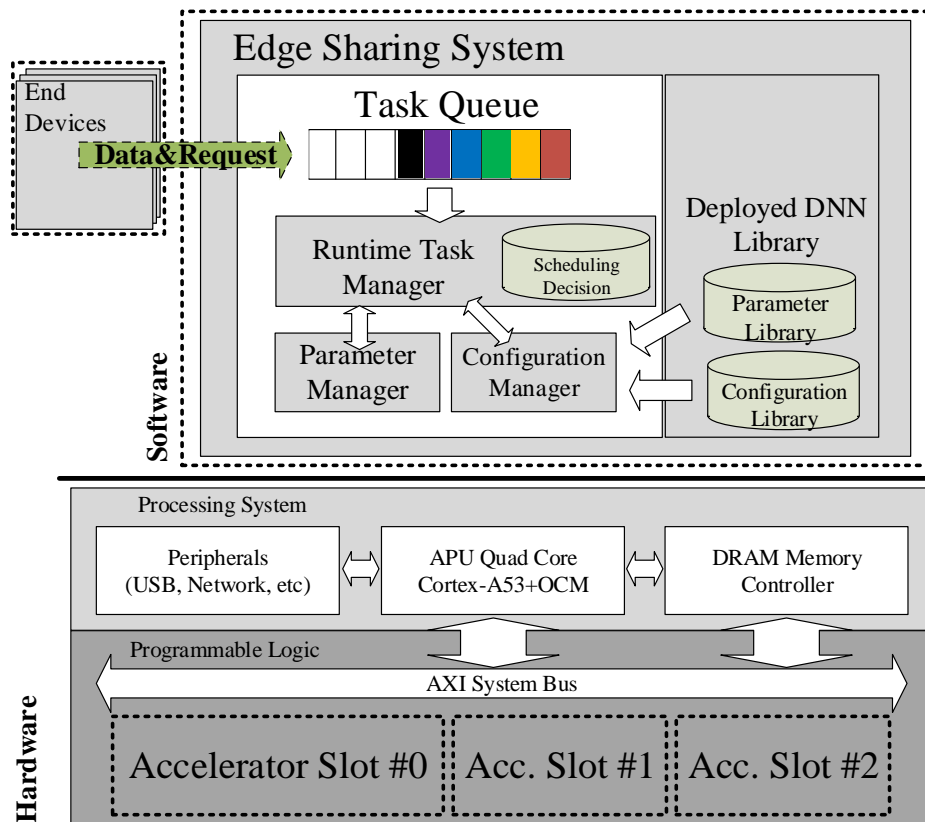 Edge Sharing System
End
Devices
Data&Request
Task Queue
Runtime Task
Manager
Scheduling
Decision
Parameter
Manager
Configuration
Manager
Deployed DNN
Library
Parameter
Library
Configuration
Library
Software
Processing System
Peripherals
(USB, Network, etc)
APU Quad Core
Cortex-A53+OCM
DRAM Memory
Controller
Programmable Logic
AXI System Bus
Accelerator Slot #0
Acc. Slot #1
Acc. Slot #2
Hardware